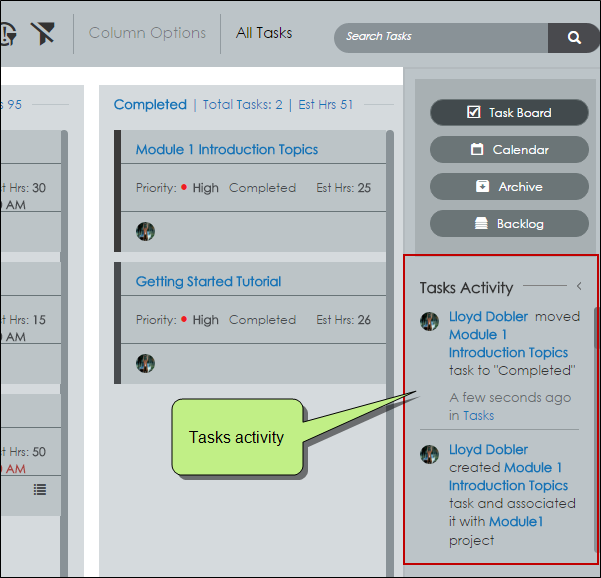 Column Options
All Tasks
Search Tasks
s 95
Completed | Total Tasks: 2 | Est Hrs 51
Module 1 Introduction Topics
Priority: High Completed Est Hrs: 25
Getting Started Tutorial
Priority: High Completed Est Hrs: 26
t Hrs: 30
AM
t Hrs: 15
AM
t Hrs: 50
AM
Task Board
Calendar
Archive
Backlog
Tasks Activity
Lloyd Dobler moved
Module 1
Introduction Topics
task to "Completed"
A few seconds ago
in Tasks
Lloyd Dobler
created Module 1
Introduction Topics
task and associated
it with Module1
project
Tasks activity